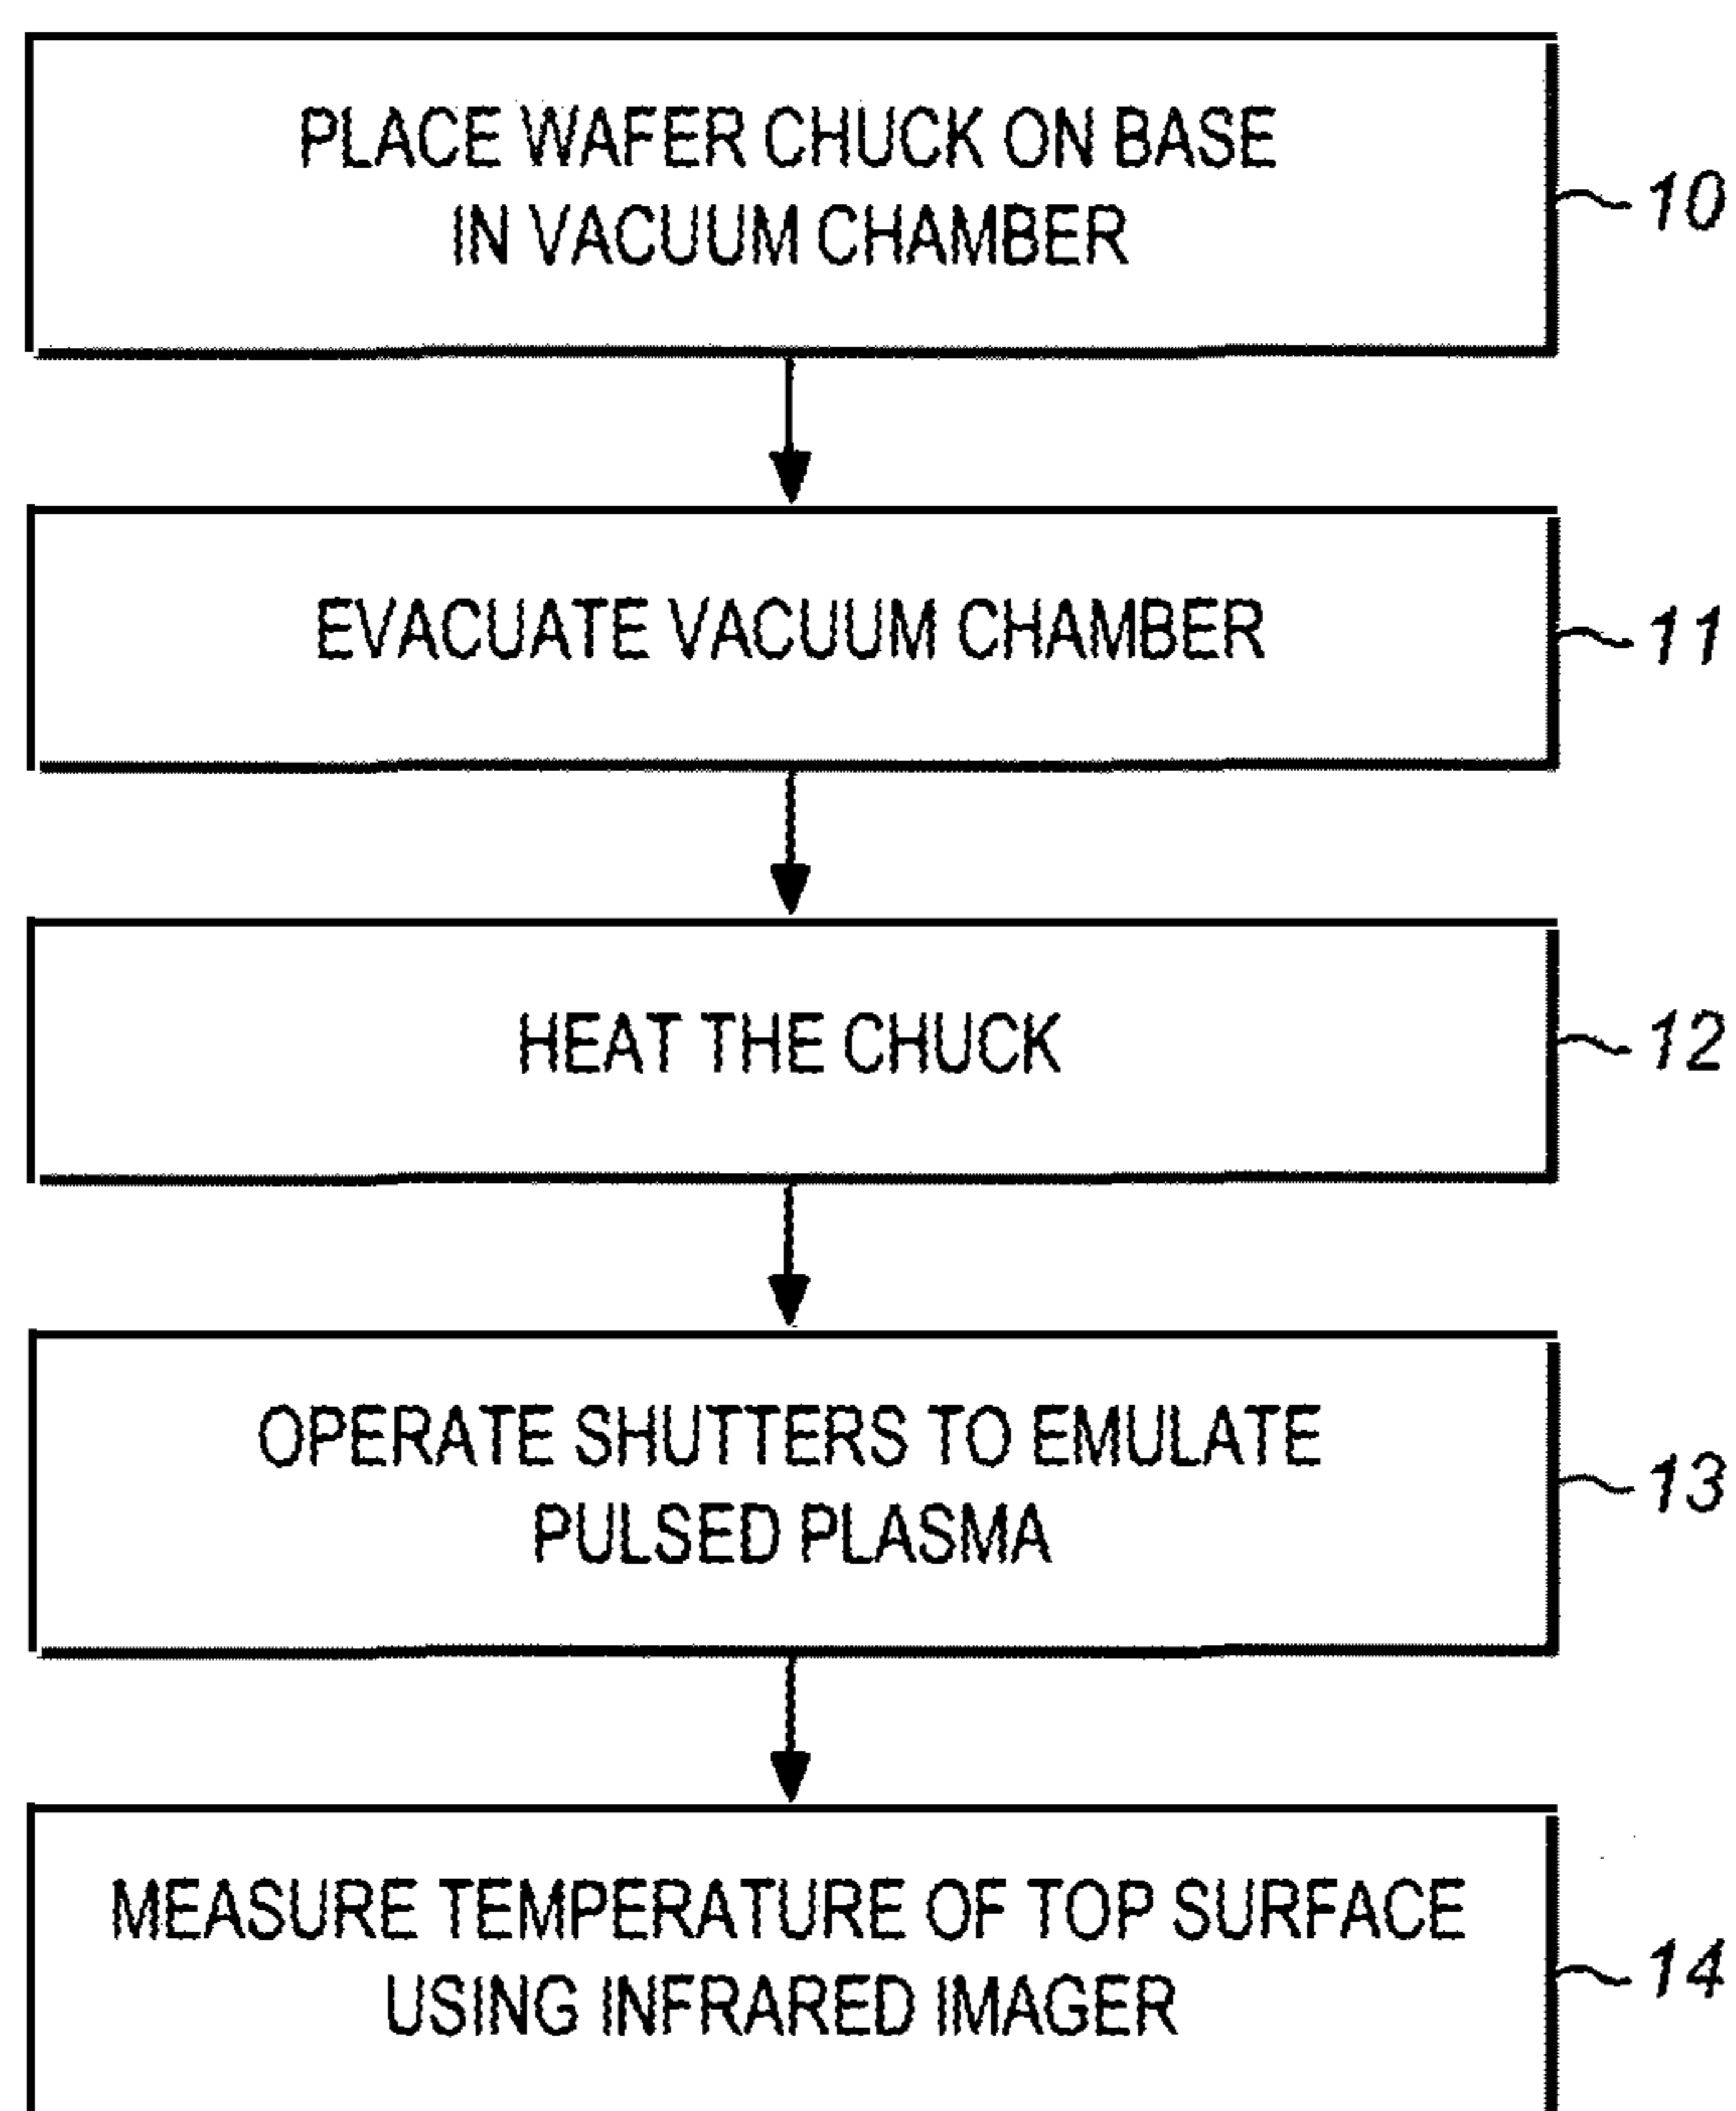 PLACE WAFER CHUCK ON BASE
IN VACUUM CHAMBER
10
EVACUATE VACUUM CHAMBER
11
HEAT THE CHUCK
12
OPERATE SHUTTERS TO EMULATE
PULSED PLASMA
13
MEASURE TEMPERATURE OF TOP SURFACE
USING INFRARED IMAGER
14